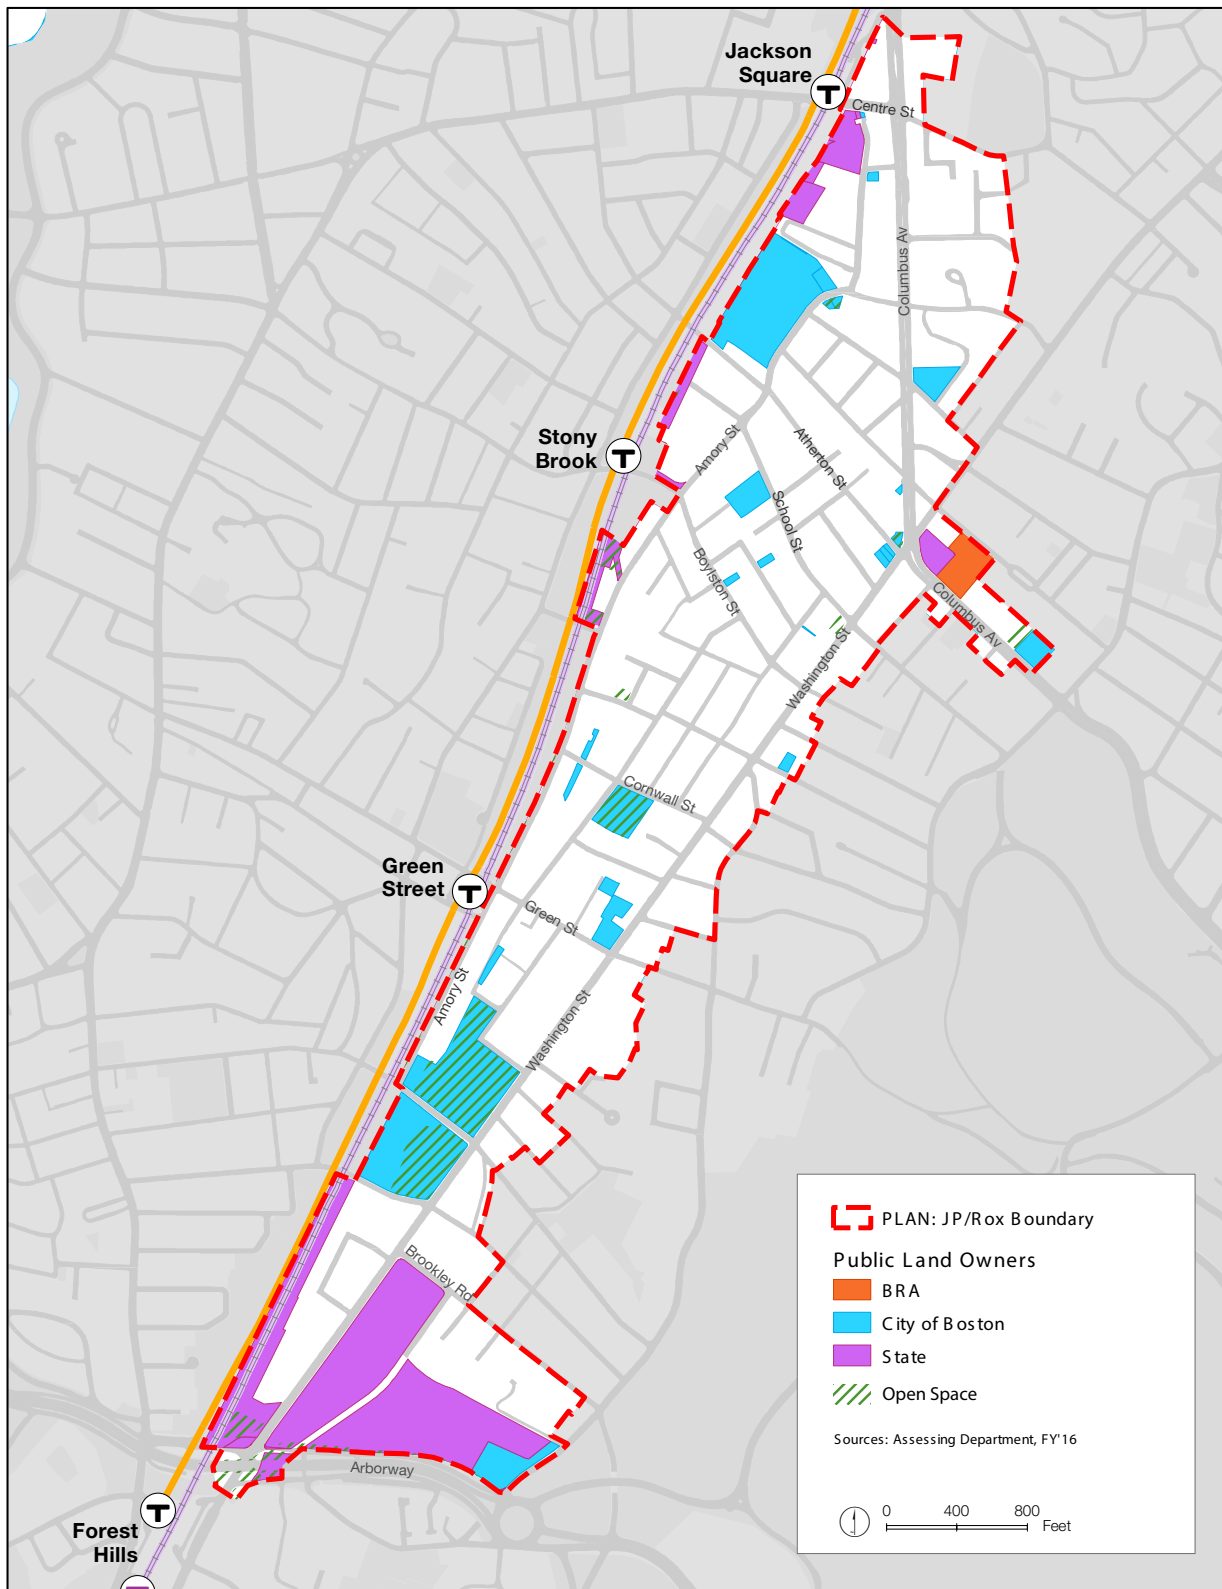 Jackson
Square
Centre St
Columbus Av
Stony
Brook
Amory St
Atherton St
School St
Boylston St
Columbus Av
Washington St
Cornwall St
Green
Street
Green St
Amory St
Washington St
Brookley Rd
Arborway
Forest
Hills
PLAN: JP/Rox Boundary
Public Land Owners
BRA
City of Boston
State
Open Space
Sources: Assessing Department, FY'16
0 400 800
Feet
T
T
T
T